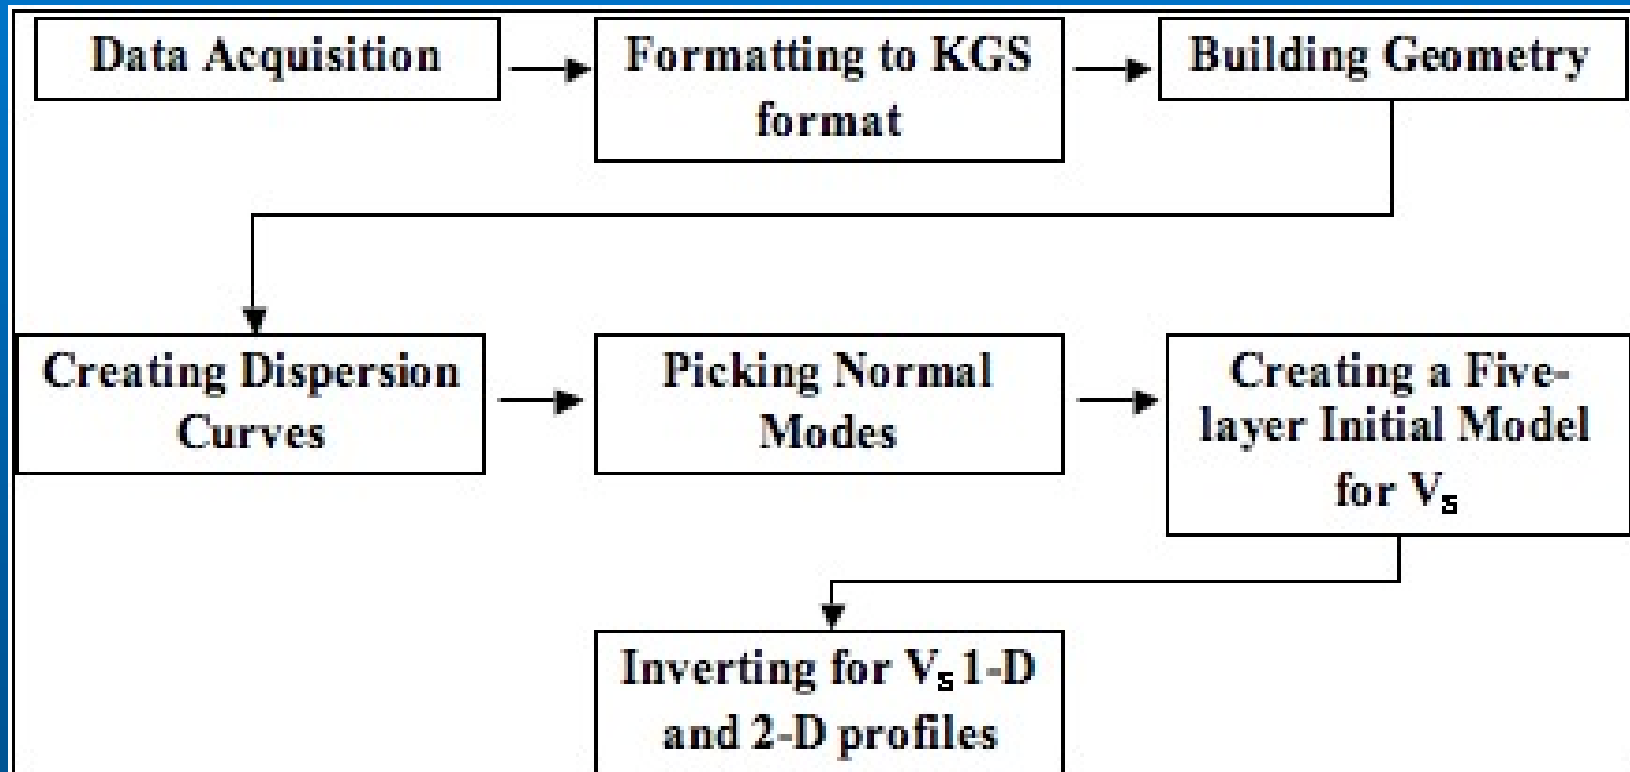 Data Acquisition
Formatting to KGS
format
Building Geometry
Creating Dispersion
Curves
Picking Normal
Modes
Creating a Five-
layer Initial Model
for Vs
Inverting for Vs 1-D
and 2-D profiles